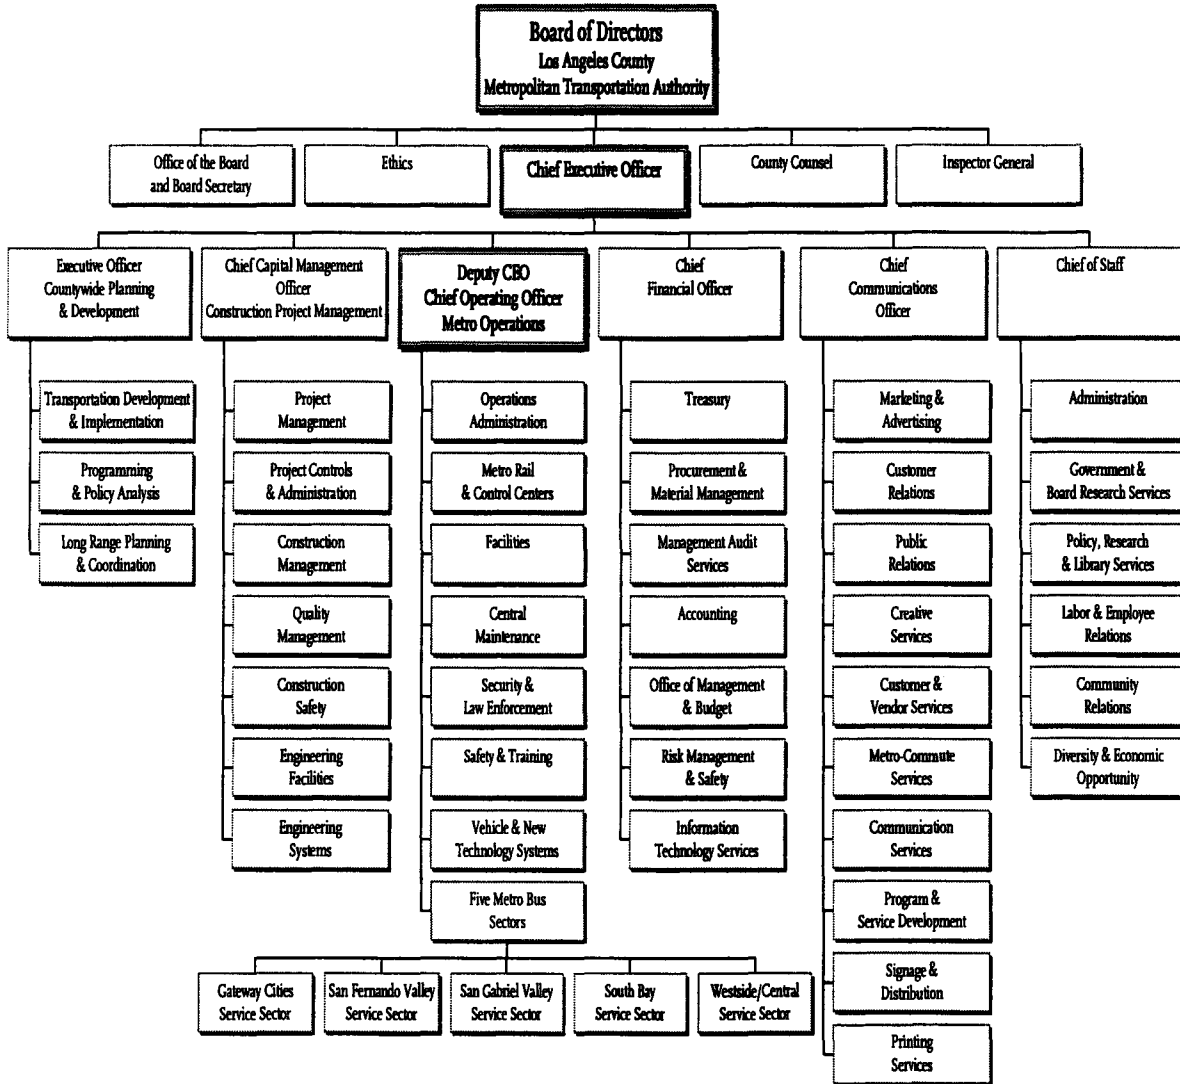 Board of Directors
Los Angeles County
Metropolitan Transportation Authority
Office of the Board
and Board Secretary
Ethics
Chief Executive Officer
County Counsel
Inspector General
Executive Officer
Countywide Planning
& Development
Chief Capital Management
Officer
Construction Project Management
Deputy CEO
Chief Operating Officer
Metro Operations
Chief
Financial Officer
Chief
Communications
Officer
Chief of Staff
Transportation Development
& Implementation
Programming
& Policy Analysis
Long Range Planning
& Coordination
Project
Management
Project Controls
& Administration
Construction
Management
Quality
Management
Construction
Safety
Engineering
Facilities
Engineering
Systems
Operations
Administration
Metro Rail
& Control Centers
Facilities
Central
Maintenance
Security &
Law Enforcement
Safety & Training
Vehicle & New
Technology Systems
Five Metro Bus
Sectors
Gateway Cities
Service Sector
San Fernando Valley
Service Sector
San Gabriel Valley
Service Sector
South Bay
Service Sector
Westside/Central
Service Sector
Treasury
Procurement &
Material Management
Management Audit
Services
Accounting
Office of Management
& Budget
Risk Management
& Safety
Information
Technology Services
Marketing &
Advertising
Customer
Relations
Public
Relations
Creative
Services
Customer &
Vendor Services
Metro-Commute
Services
Communication
Services
Program &
Service Development
Signage &
Distribution
Printing
Services
Administration
Government &
Board Research Services
Policy, Research
& Library Services
Labor & Employee
Relations
Community
Relations
Diversity & Economic
Opportunity